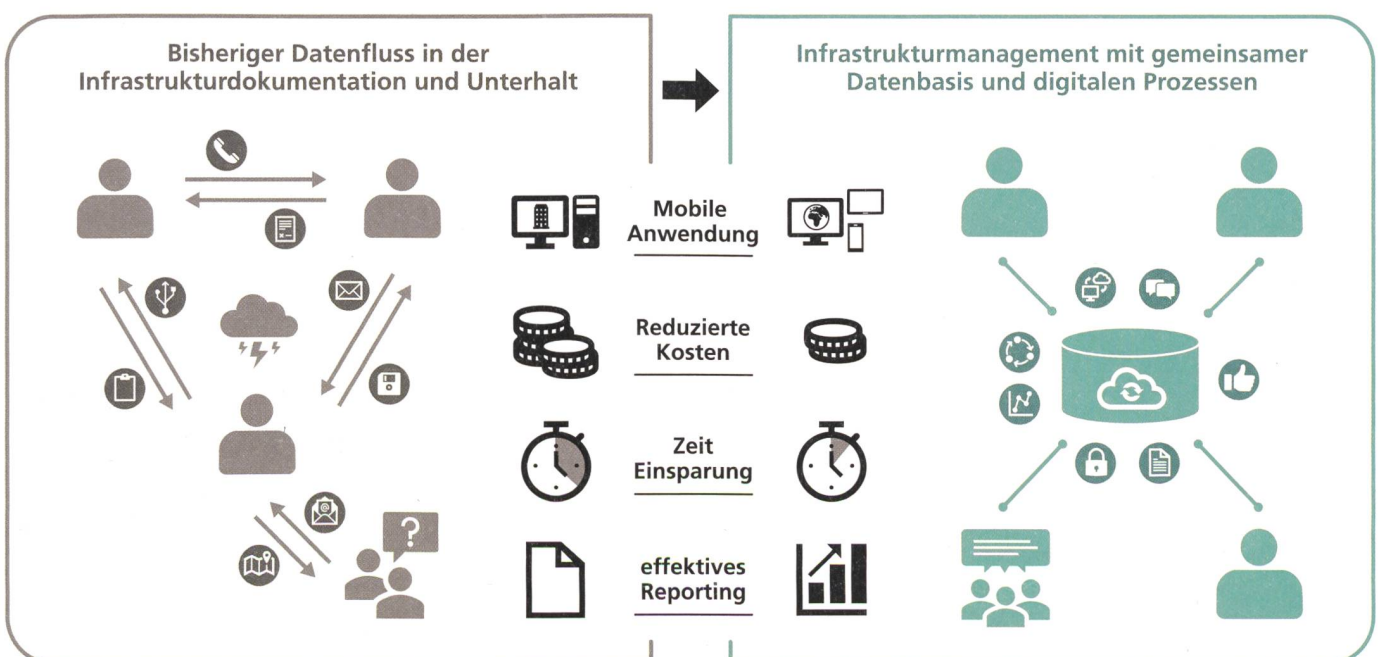 Bisheriger Datenfluss in der
Infrastrukturdokumentation und Unterhalt
Infrastrukturmanagement mit gemeinsamer
Datenbasis und digitalen Prozessen
Mobile
Anwendung
Reduzierte
Kosten
Zeit
Einsparung
effektives
Reporting
@
?